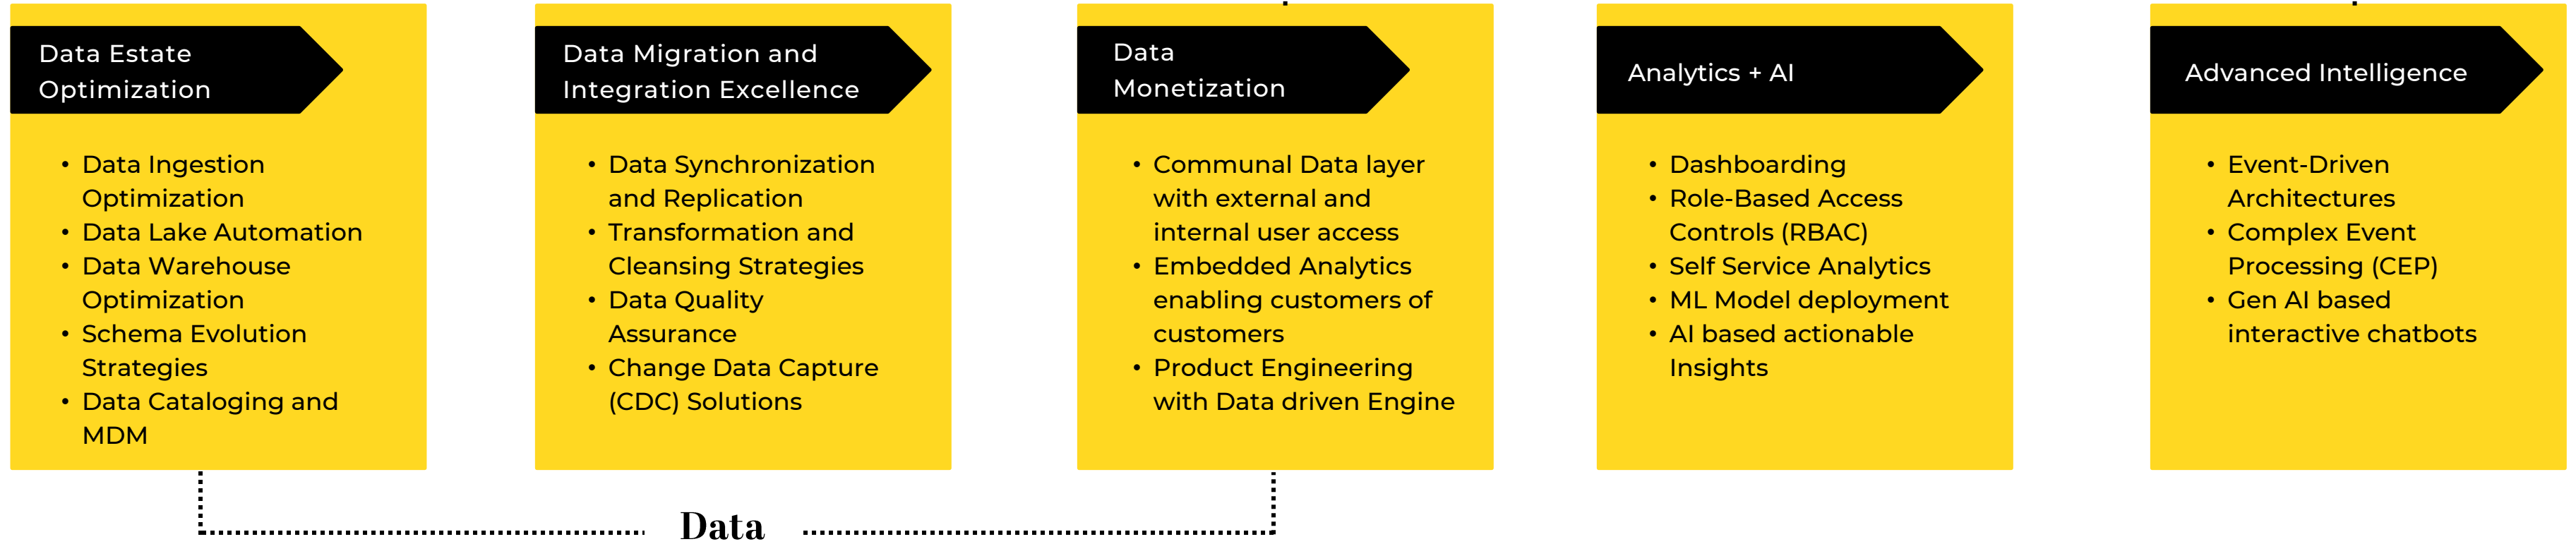 Data Estate
Optimization
• Data Ingestion
Optimization
• Data Lake Automation
• Data Warehouse
Optimization
• Schema Evolution
Strategies
• Data Cataloging and
MDM
Data Migration and
Integration Excellence
• Data Synchronization
and Replication
• Transformation and
Cleansing Strategies
• Data Quality
Assurance
• Change Data Capture
(CDC) Solutions
Data
Monetization
• Communal Data layer
with external and
internal user access
• Embedded Analytics
enabling customers of
customers
• Product Engineering
with Data driven Engine
Analytics + AI
• Dashboarding
• Role-Based Access
Controls (RBAC)
• Self Service Analytics
• ML Model deployment
• AI based actionable
Insights
Advanced Intelligence
• Event-Driven
Architectures
• Complex Event
Processing (CEP)
• Gen AI based
interactive chatbots
Data